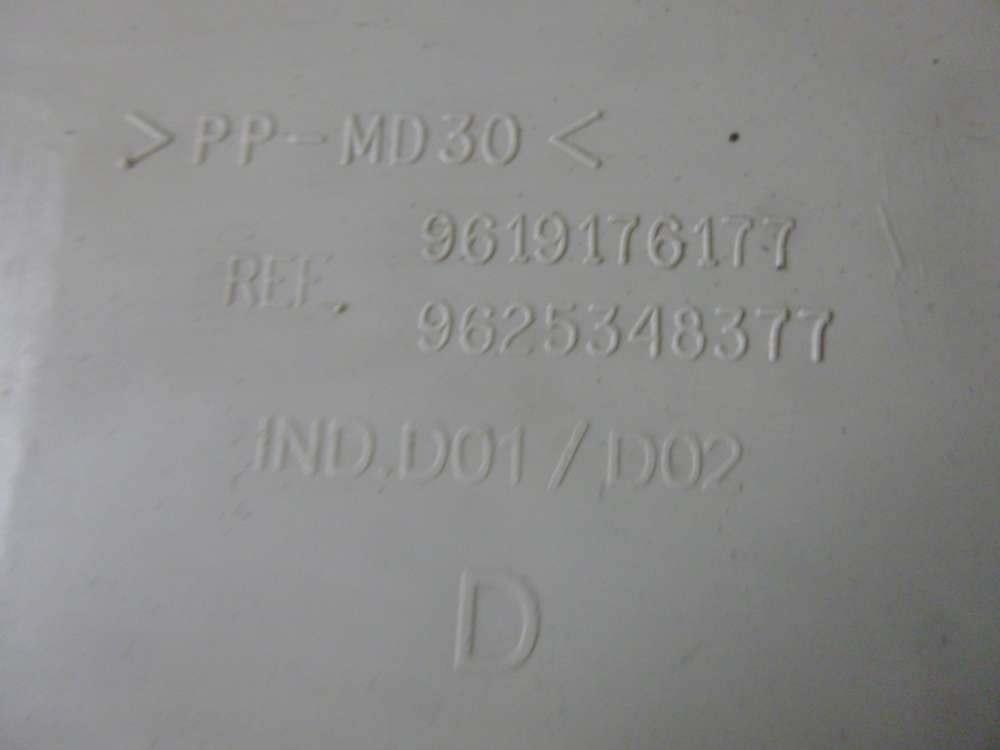 >PP-MD30<
9619176177
REF.
9625348377
IND.D01/D02
D